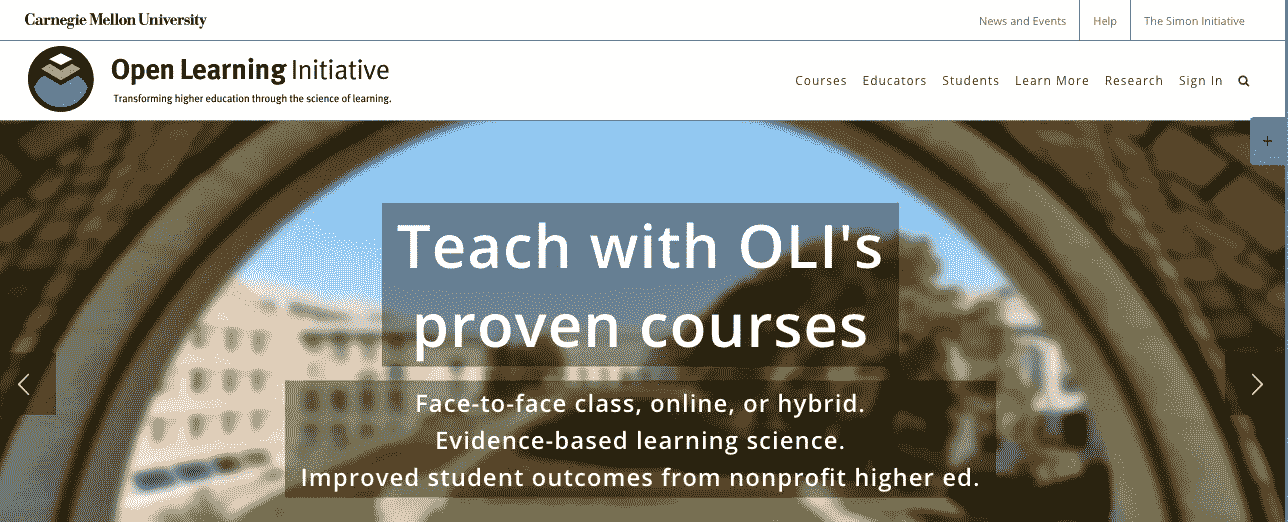 Carnegie Mellon University
News and Events
Help
The Simon Initiative
Open Learning Initiative
Transforming higher education through the science of learning.
Courses
Educators
Students
Learn More
Research
Sign In
+
Teach with OLI's
proven courses
Face-to-face class, online, or hybrid.
Evidence-based learning science.
Improved student outcomes from nonprofit higher ed.